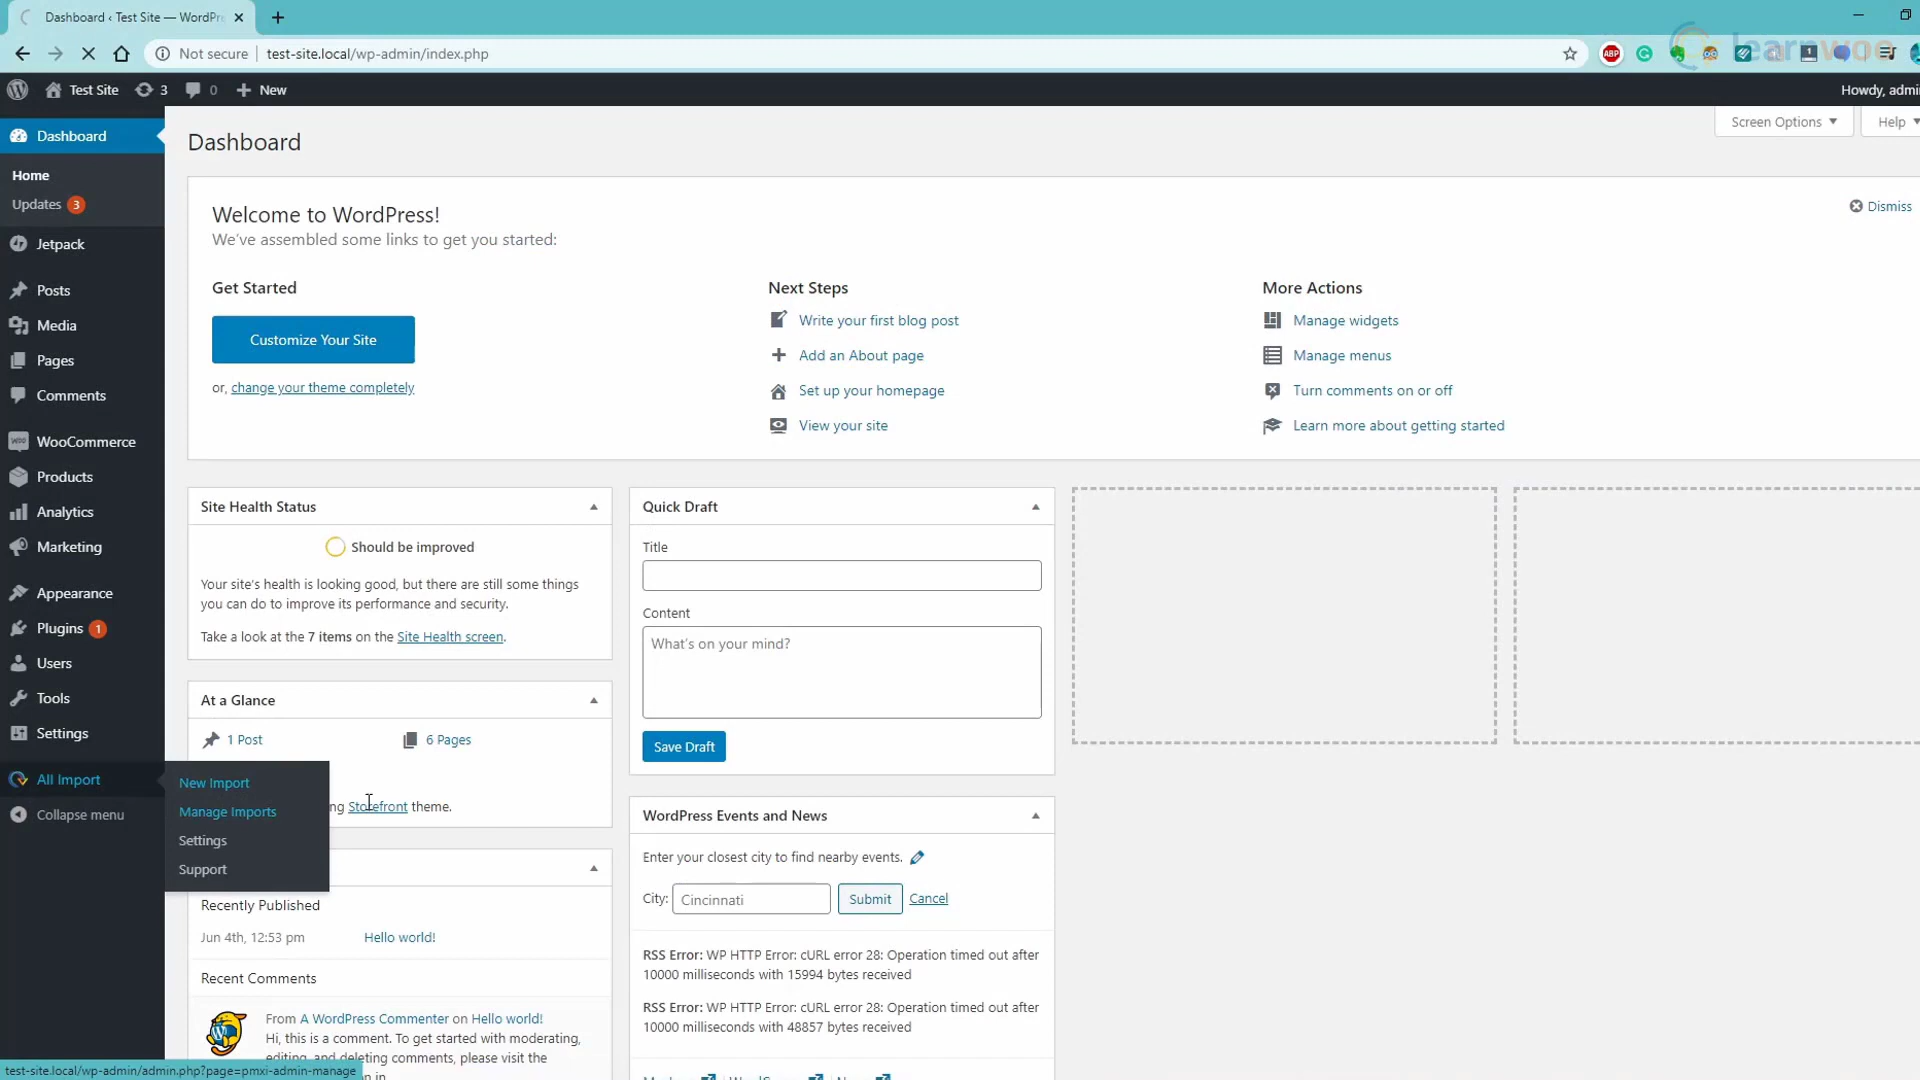 Dashboard ‹ Test Site — WordPr
Not secure
test-site.local/wp-admin/index.php
ABP
1
learnwoo
Test Site
3
0
New
Howdy, admi
Dashboard
Home
Updates 3
Jetpack
Posts
Media
Pages
Comments
WooCommerce
Products
Analytics
Marketing
Appearance
Plugins 1
Users
Tools
Settings
All Import
Collapse menu
New Import
Manage Imports
Settings
Support
Dashboard
Screen Options
Help
Welcome to WordPress!
We've assembled some links to get you started:
Dismiss
Get Started
Customize Your Site
or, change your theme completely
Next Steps
Write your first blog post
Add an About page
Set up your homepage
View your site
More Actions
Manage widgets
Manage menus
Turn comments on or off
Learn more about getting started
Site Health Status
Should be improved
Your site's health is looking good, but there are still some things
you can do to improve its performance and security.
Take a look at the 7 items on the Site Health screen.
At a Glance
1 Post
6 Pages
ng Storefront theme.
Recently Published
Jun 4th, 12:53 pm
Hello world!
Recent Comments
From A WordPress Commenter on Hello world!
Hi, this is a comment. To get started with moderating,
editing, and deleting comments, please visit the
Quick Draft
Title
Content
What's on your mind?
Save Draft
WordPress Events and News
Enter your closest city to find nearby events.
City: Cincinnati
Submit
Cancel
RSS Error: WP HTTP Error: cURL error 28: Operation timed out after
10000 milliseconds with 15994 bytes received
RSS Error: WP HTTP Error: cURL error 28: Operation timed out after
10000 milliseconds with 48857 bytes received
test-site.local/wp-admin/admin.php?page=pmxi-admin-manage